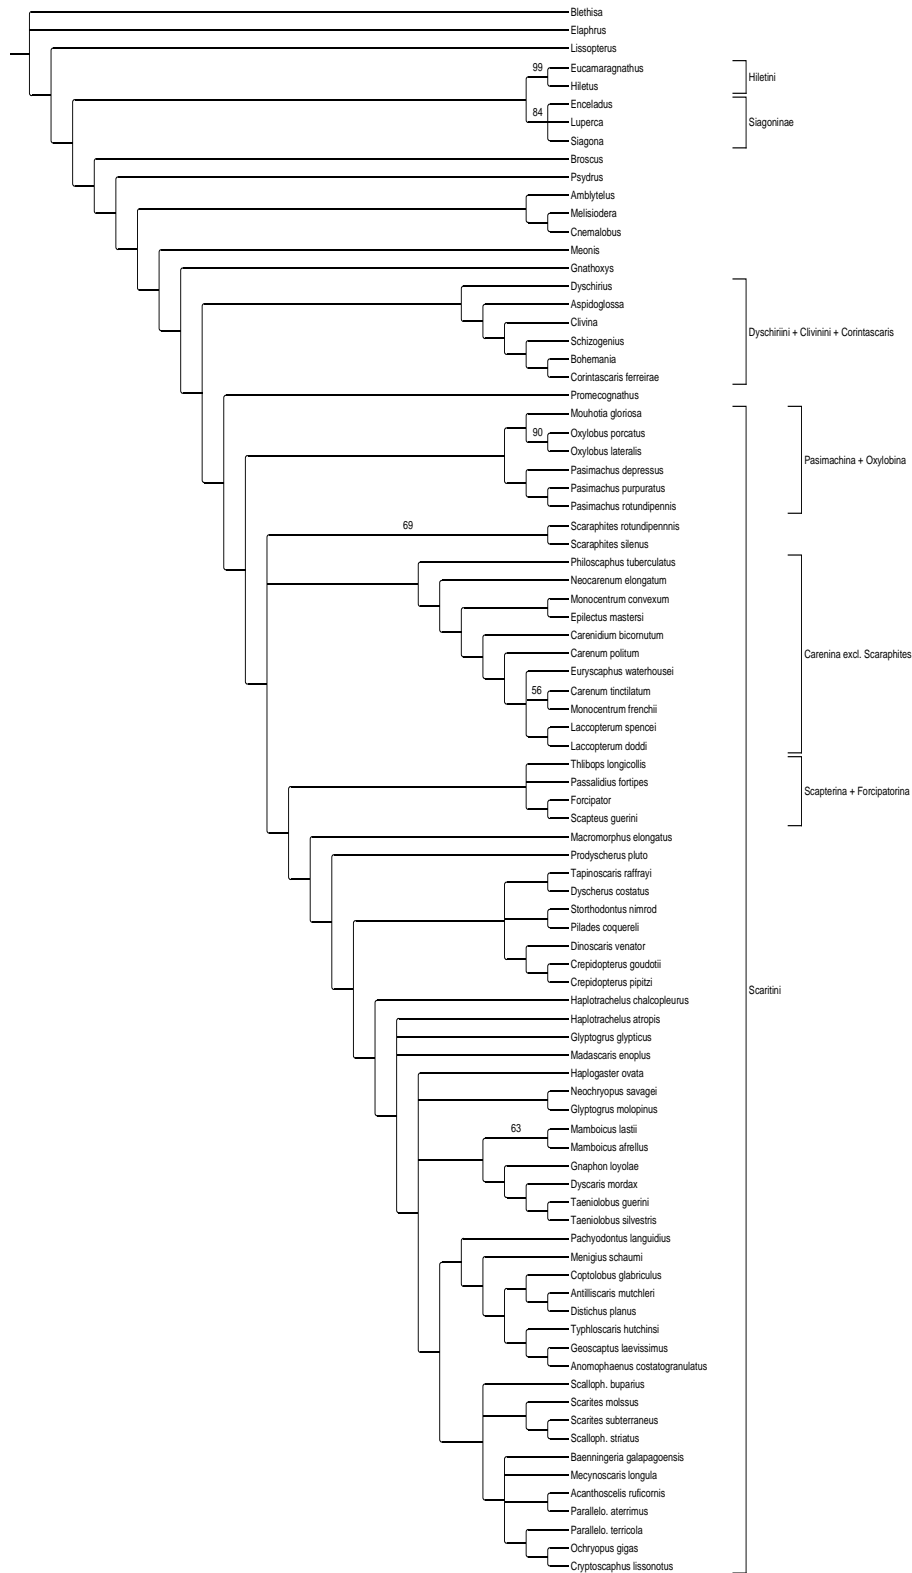 Blethisa
Elaphrus
Lissopterus
99
Eucamaragnathus
Hiletus
Hiletini
84
Enceladus
Luperca
Siagona
Siagoninae
Broscus
Psydrus
Amblytelus
Melisiodera
Cnemalobus
Meonis
Gnathoxys
Dyschirius
Aspidoglossa
Clivina
Schizogenius
Bohemania
Corintascaris ferreirae
Dyschiriini + Clivinini + Corintascaris
Promecognathus
Mouhotia gloriosa
90
Oxylobus porcatus
Oxylobus lateralis
Pasimachus depressus
Pasimachus purpuratus
Pasimachus rotundipennis
Pasimachina + Oxylobina
69
Scaraphites rotundipennnis
Scaraphites silenus
Philoscaphus tuberculatus
Neocarenum elongatum
Monocentrum convexum
Epilectus mastersi
Carenidium bicornutum
Carenum politum
Euryscaphus waterhousei
56
Carenum tinctilatum
Monocentrum frenchii
Laccopterum spencei
Laccopterum doddi
Carenina excl. Scaraphites
Thlibops longicollis
Passalidius fortipes
Forcipator
Scapteus guerini
Scapterina + Forcipatorina
Macromorphus elongatus
Prodyscherus pluto
Tapinoscaris raffrayi
Dyscherus costatus
Storthodontus nimrod
Pilades coquereli
Dinoscaris venator
Crepidopterus goudotii
Crepidopterus pipitzi
Scaritini
Haplotrachelus chalcopleurus
Haplotrachelus atropis
Glyptogrus glypticus
Madascaris enoplus
Haplogaster ovata
Neochryopus savagei
Glyptogrus molopinus
63
Mamboicus lastii
Mamboicus afrellus
Gnaphon loyolae
Dyscaris mordax
Taeniolobus guerini
Taeniolobus silvestris
Pachyodontus languidius
Menigius schaumi
Coptolobus glabriculus
Antilliscaris mutchleri
Distichus planus
Typhloscaris hutchinsi
Geoscaptus laevissimus
Anomophaenus costatogranulatus
Scalloph. buparius
Scarites molssus
Scarites subterraneus
Scalloph. striatus
Baenningeria galapagoensis
Mecynoscaris longula
Acanthoscelis ruficornis
Parallelo. aterrimus
Parallelo. terricola
Ochryopus gigas
Cryptoscaphus lissonotus